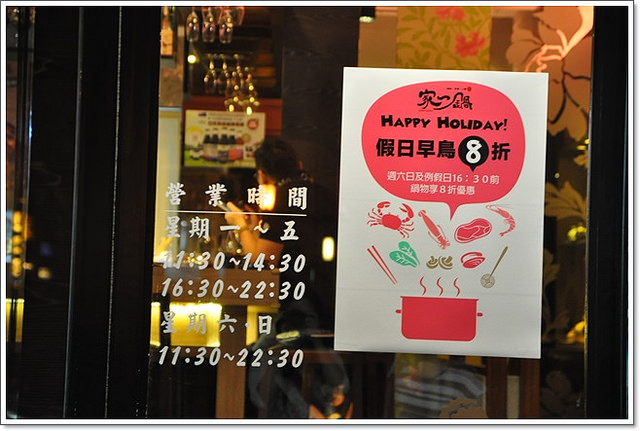 營業時間
星期一~五
11:30~14:30
16:30~22:30
星期六.日
11:30~22:30
家一鍋
HAPPY HOLIDAY!
假日早鳥8折
週六日及例假日16:30前
鍋物享8折優惠